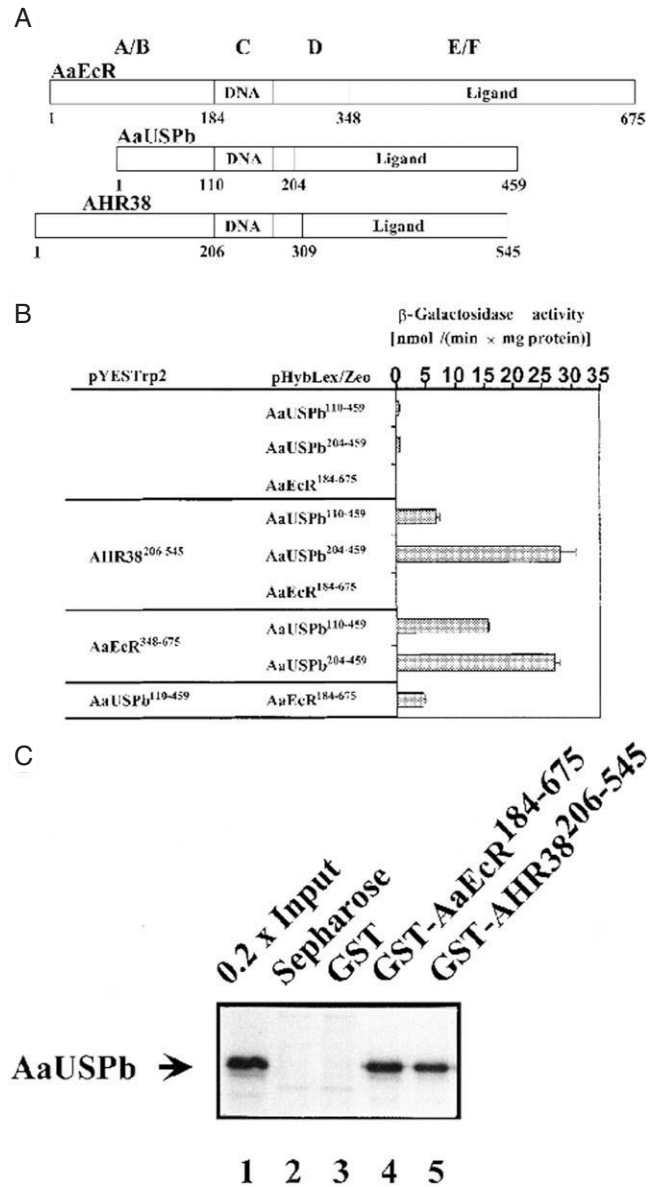 A
A/B C D E/F
AaEcR
DNA Ligand
1 184 348 675
AaUSPb
DNA Ligand
1 110 204 459
AHR38
DNA Ligand
1 206 309 545
B
β-Galactosidase activity
[nmol /(min × mg protein)]
pYESTrp2 pHybLex/Zeo 0 5 10 15 20 25 30 35
AaUSPb110-459
AaUSPb204-459
AaEcR184-675
AaUSPb110-459
AHR38206-545 AaUSPb204-459
AaEcR184-675
AaEcR348-675 AaUSPb110-459
AaUSPb204-459
AaUSPb110-459 AaEcR184-675
C
0.2 x Input
Sepharose
GST
GST-AaEcR184-675
GST-AHR38206-545
AaUSPb
1 2 3 4 5